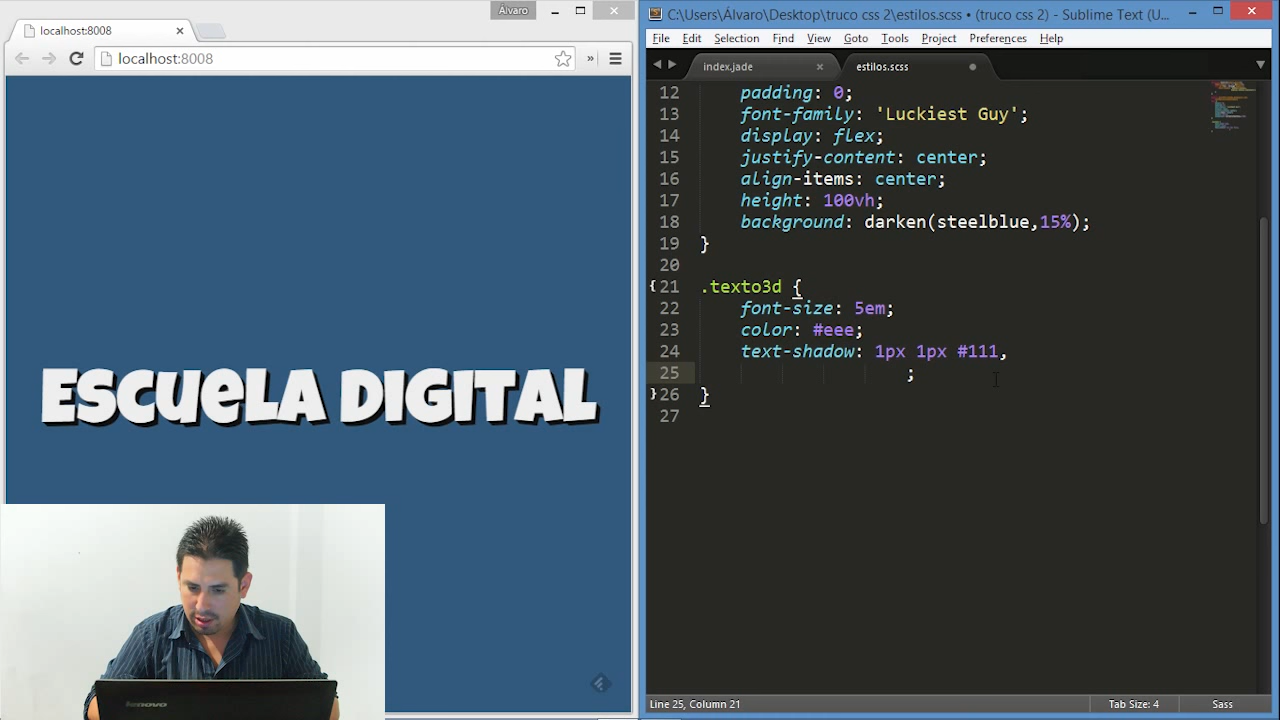 Álvaro
localhost:8008
localhost:8008
»
ESCUELA DIGITAL
lenovo
C:\Users\Álvaro\Desktop\truco css 2\estilos.scss • (truco css 2) - Sublime Text (U...
File Edit Selection Find View Goto Tools Project Preferences Help
index.jade estilos.scss
12 padding: 0;
13 font-family: 'Luckiest Guy';
14 display: flex;
15 justify-content: center;
16 align-items: center;
17 height: 100vh;
18 background: darken(steelblue,15%);
19 }
20
21 .texto3d {
22 font-size: 5em;
23 color: #eee;
24 text-shadow: 1px 1px #111,
25 ;
26 }
27
Line 25, Column 21 Tab Size: 4 Sass